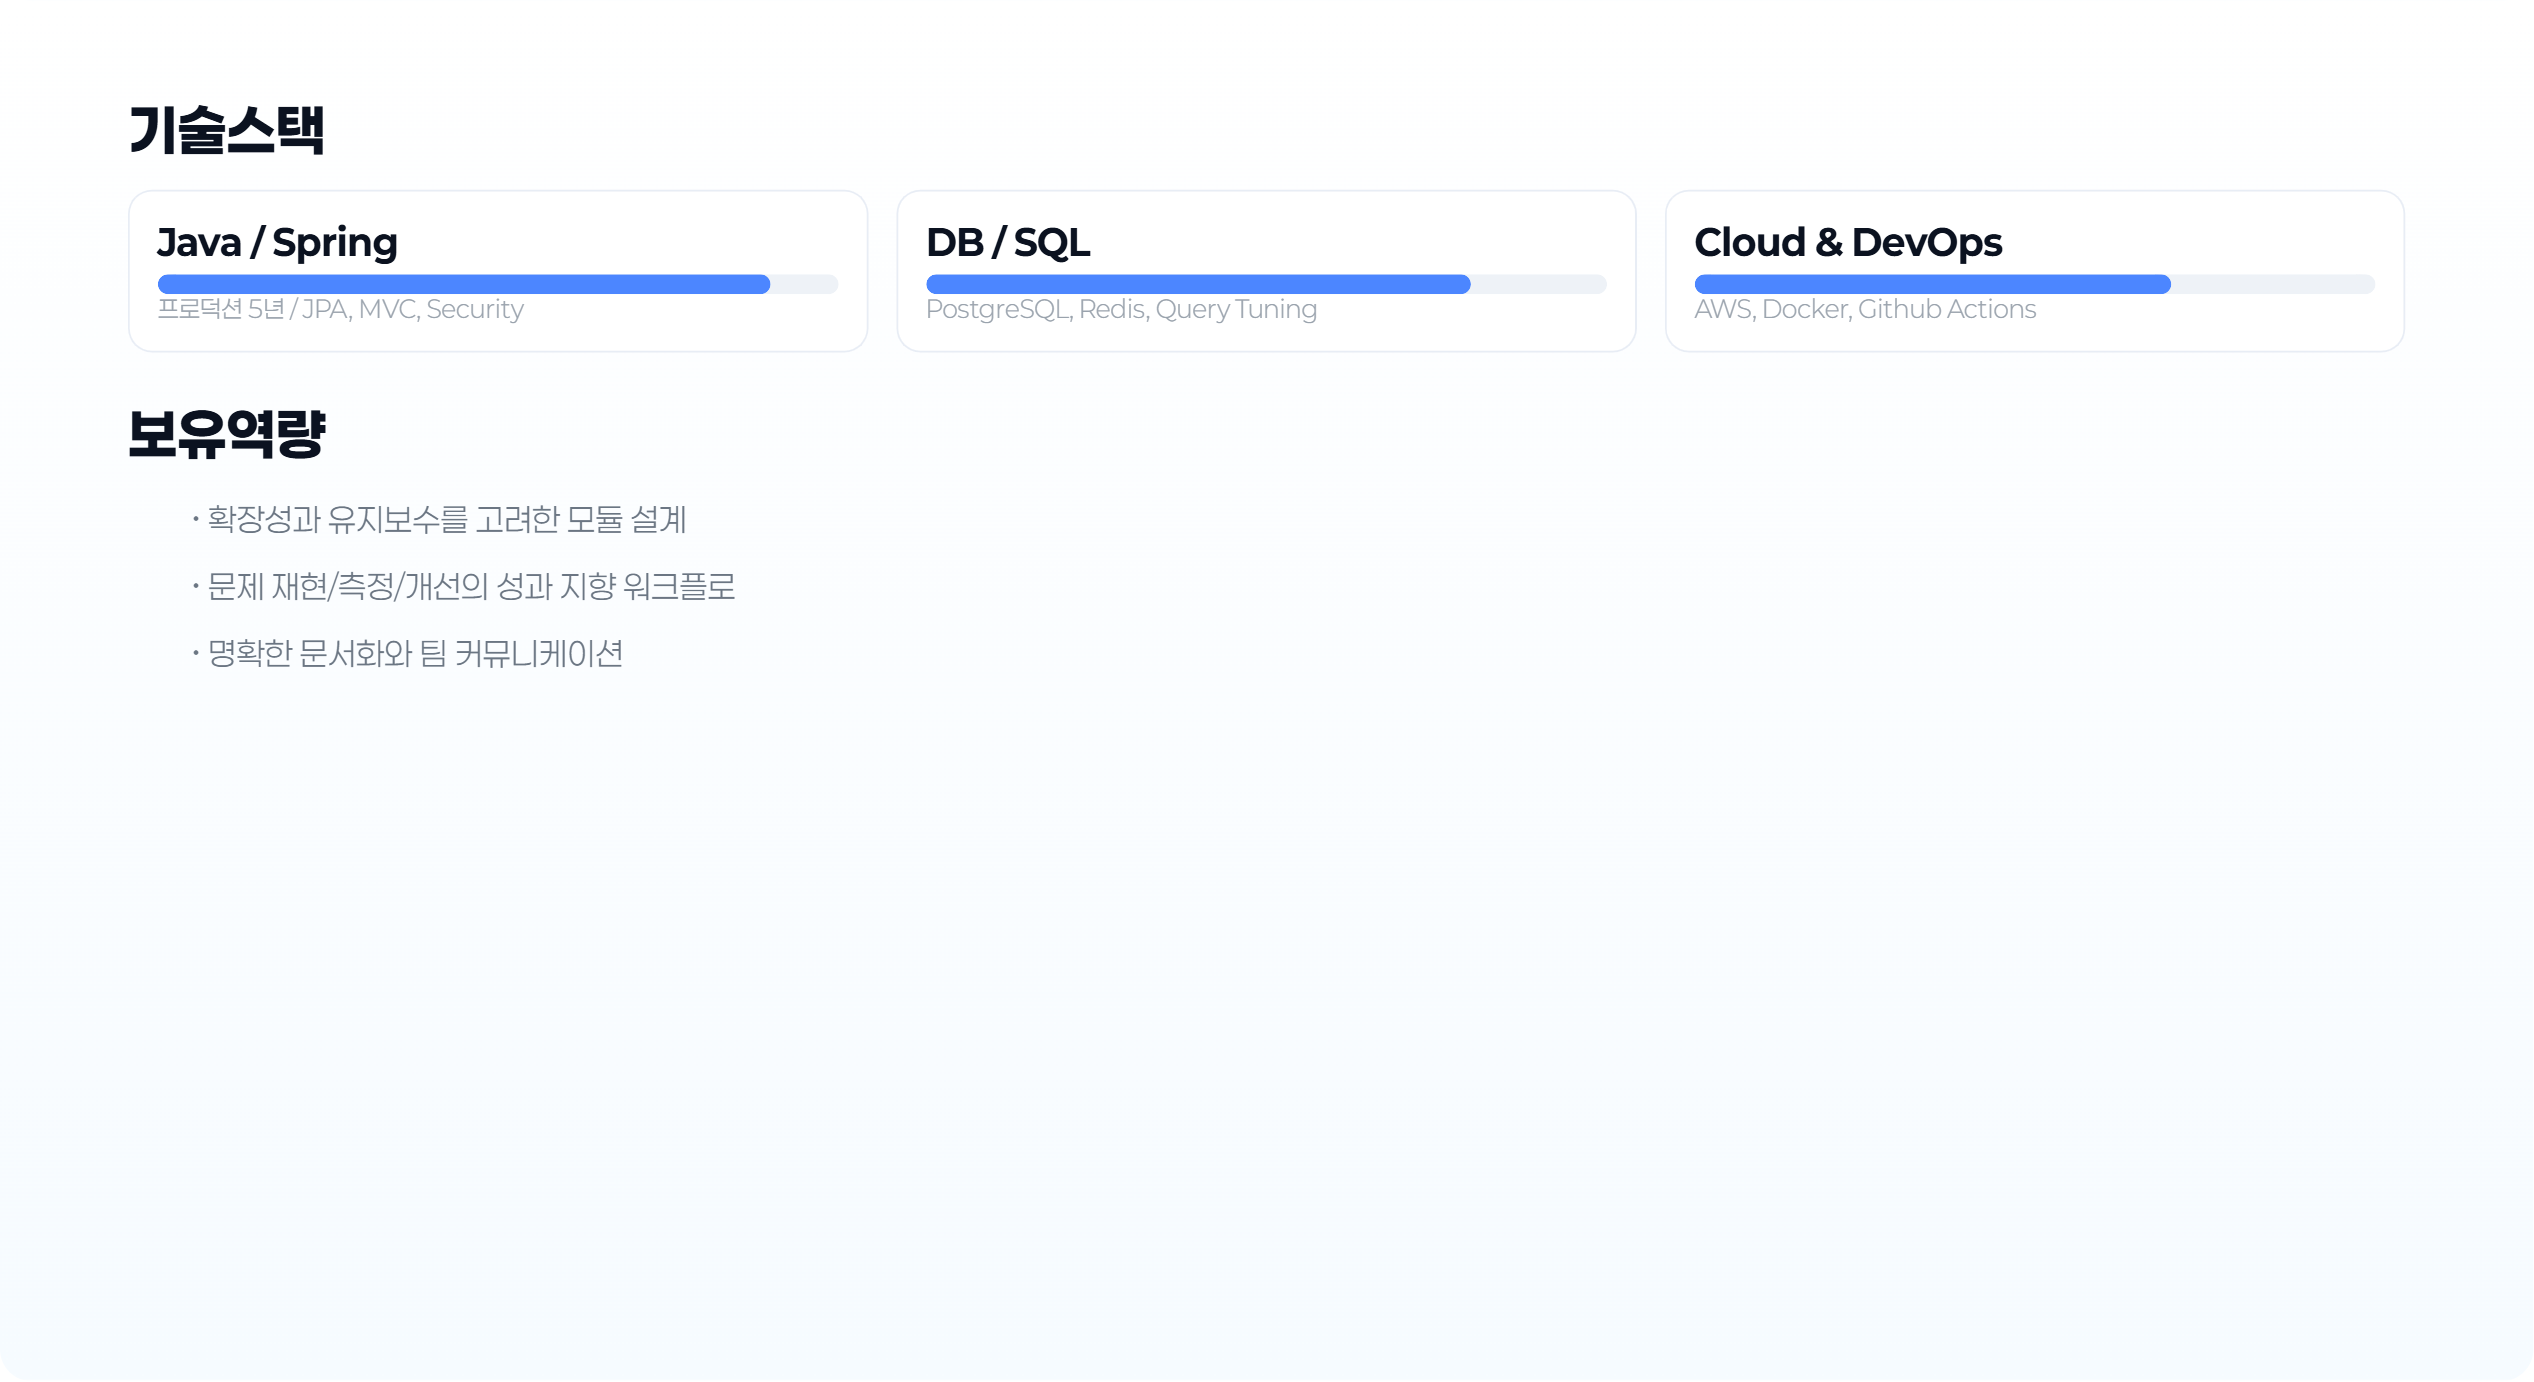 기술스택
Java / Spring
프로덕션 5년 / JPA, MVC, Security
DB / SQL
PostgreSQL, Redis, Query Tuning
Cloud & DevOps
AWS, Docker, Github Actions
보유역량
· 확장성과 유지보수를 고려한 모듈 설계
· 문제 재현/측정/개선의 성과 지향 워크플로
· 명확한 문서화와 팀 커뮤니케이션